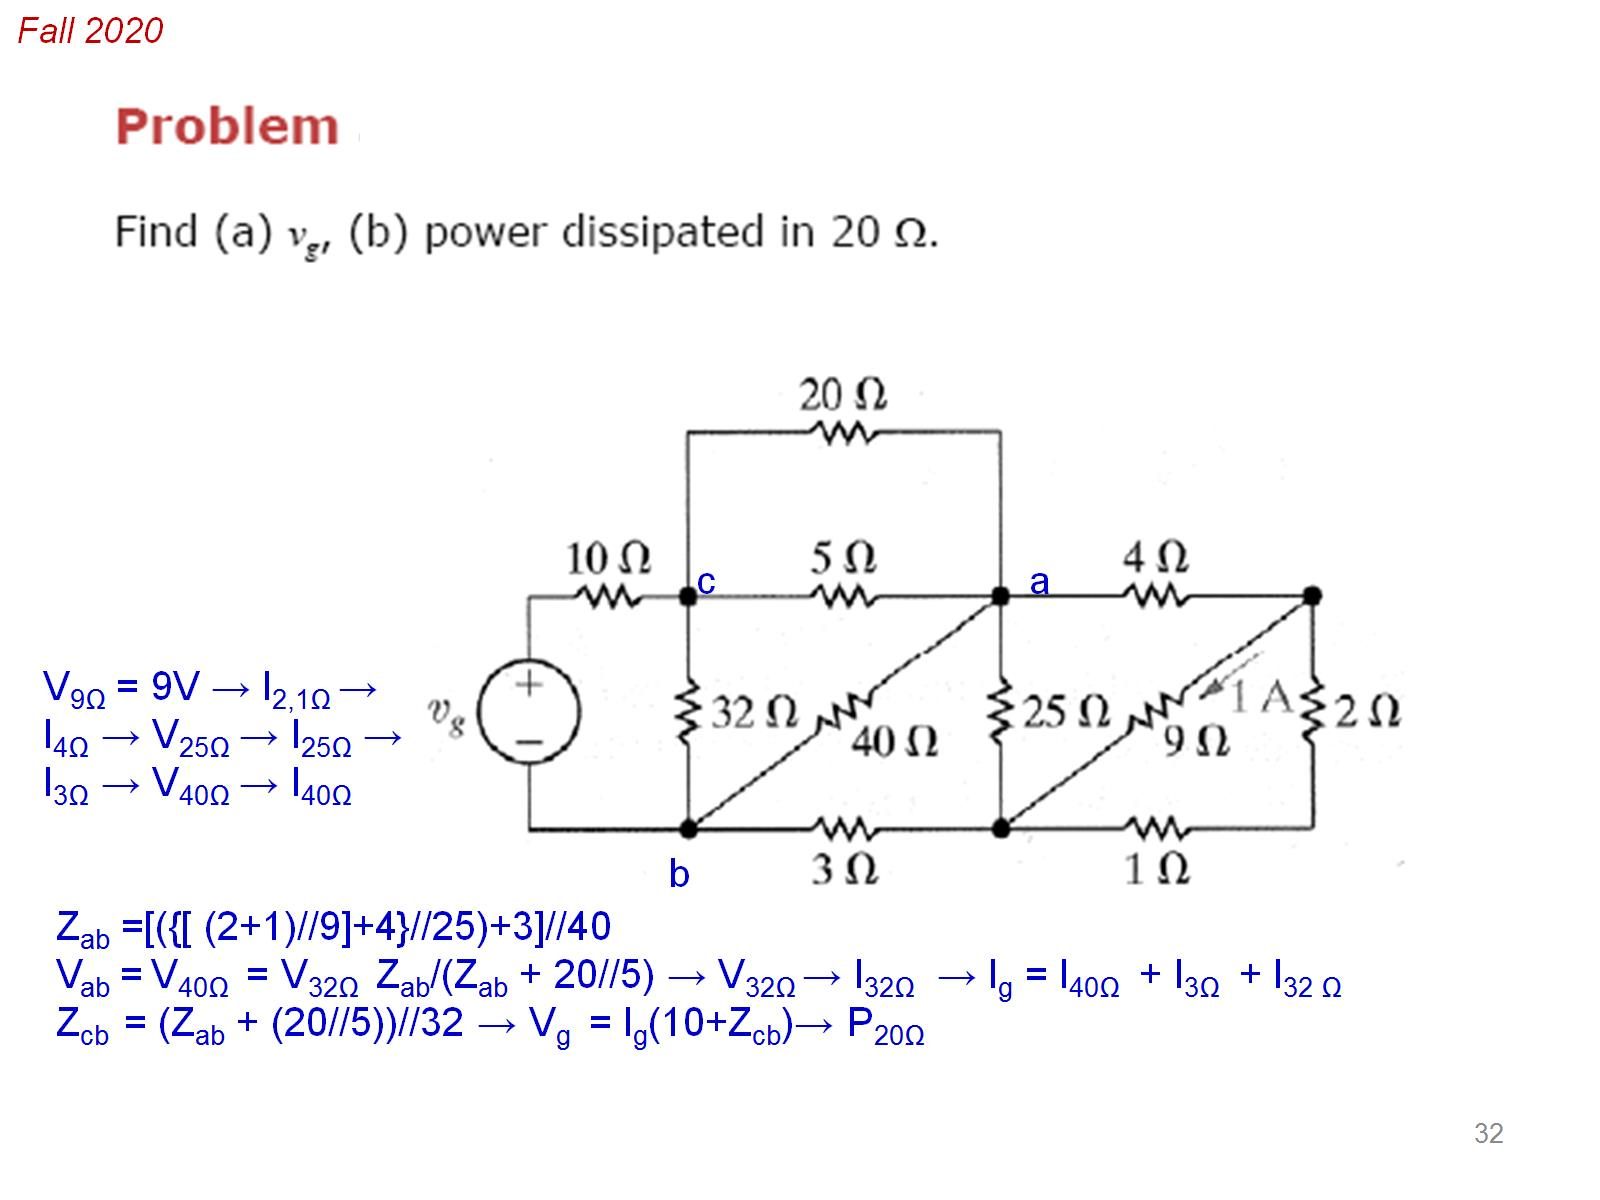 Fall 2020
Problem
Find (a) vg, (b) power dissipated in 20 Ω.
20 Ω
10 Ω
5 Ω
4 Ω
c
a
V9Ω = 9V → I2,1Ω →
I4Ω → V25Ω → I25Ω →
I3Ω → V40Ω → I40Ω
+
−
vg
32 Ω
40 Ω
25 Ω
1 A
9 Ω
2 Ω
b
3 Ω
1 Ω
Zab =[({[ (2+1)//9]+4}//25)+3]//40
Vab = V40Ω = V32Ω Zab/(Zab + 20//5) → V32Ω → I32Ω → Ig = I40Ω + I3Ω + I32 Ω
Zcb = (Zab + (20//5))//32 → Vg = Ig(10+Zcb)→ P20Ω
32